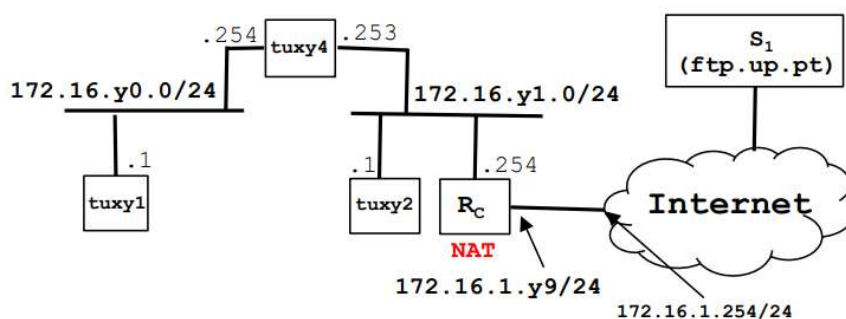 .254
tuxy4
.253
S1
(ftp.up.pt)
172.16.y0.0/24
172.16.y1.0/24
.1
tuxy1
.1
tuxy2
.254
RC
NAT
Internet
172.16.1.y9/24
172.16.1.254/24